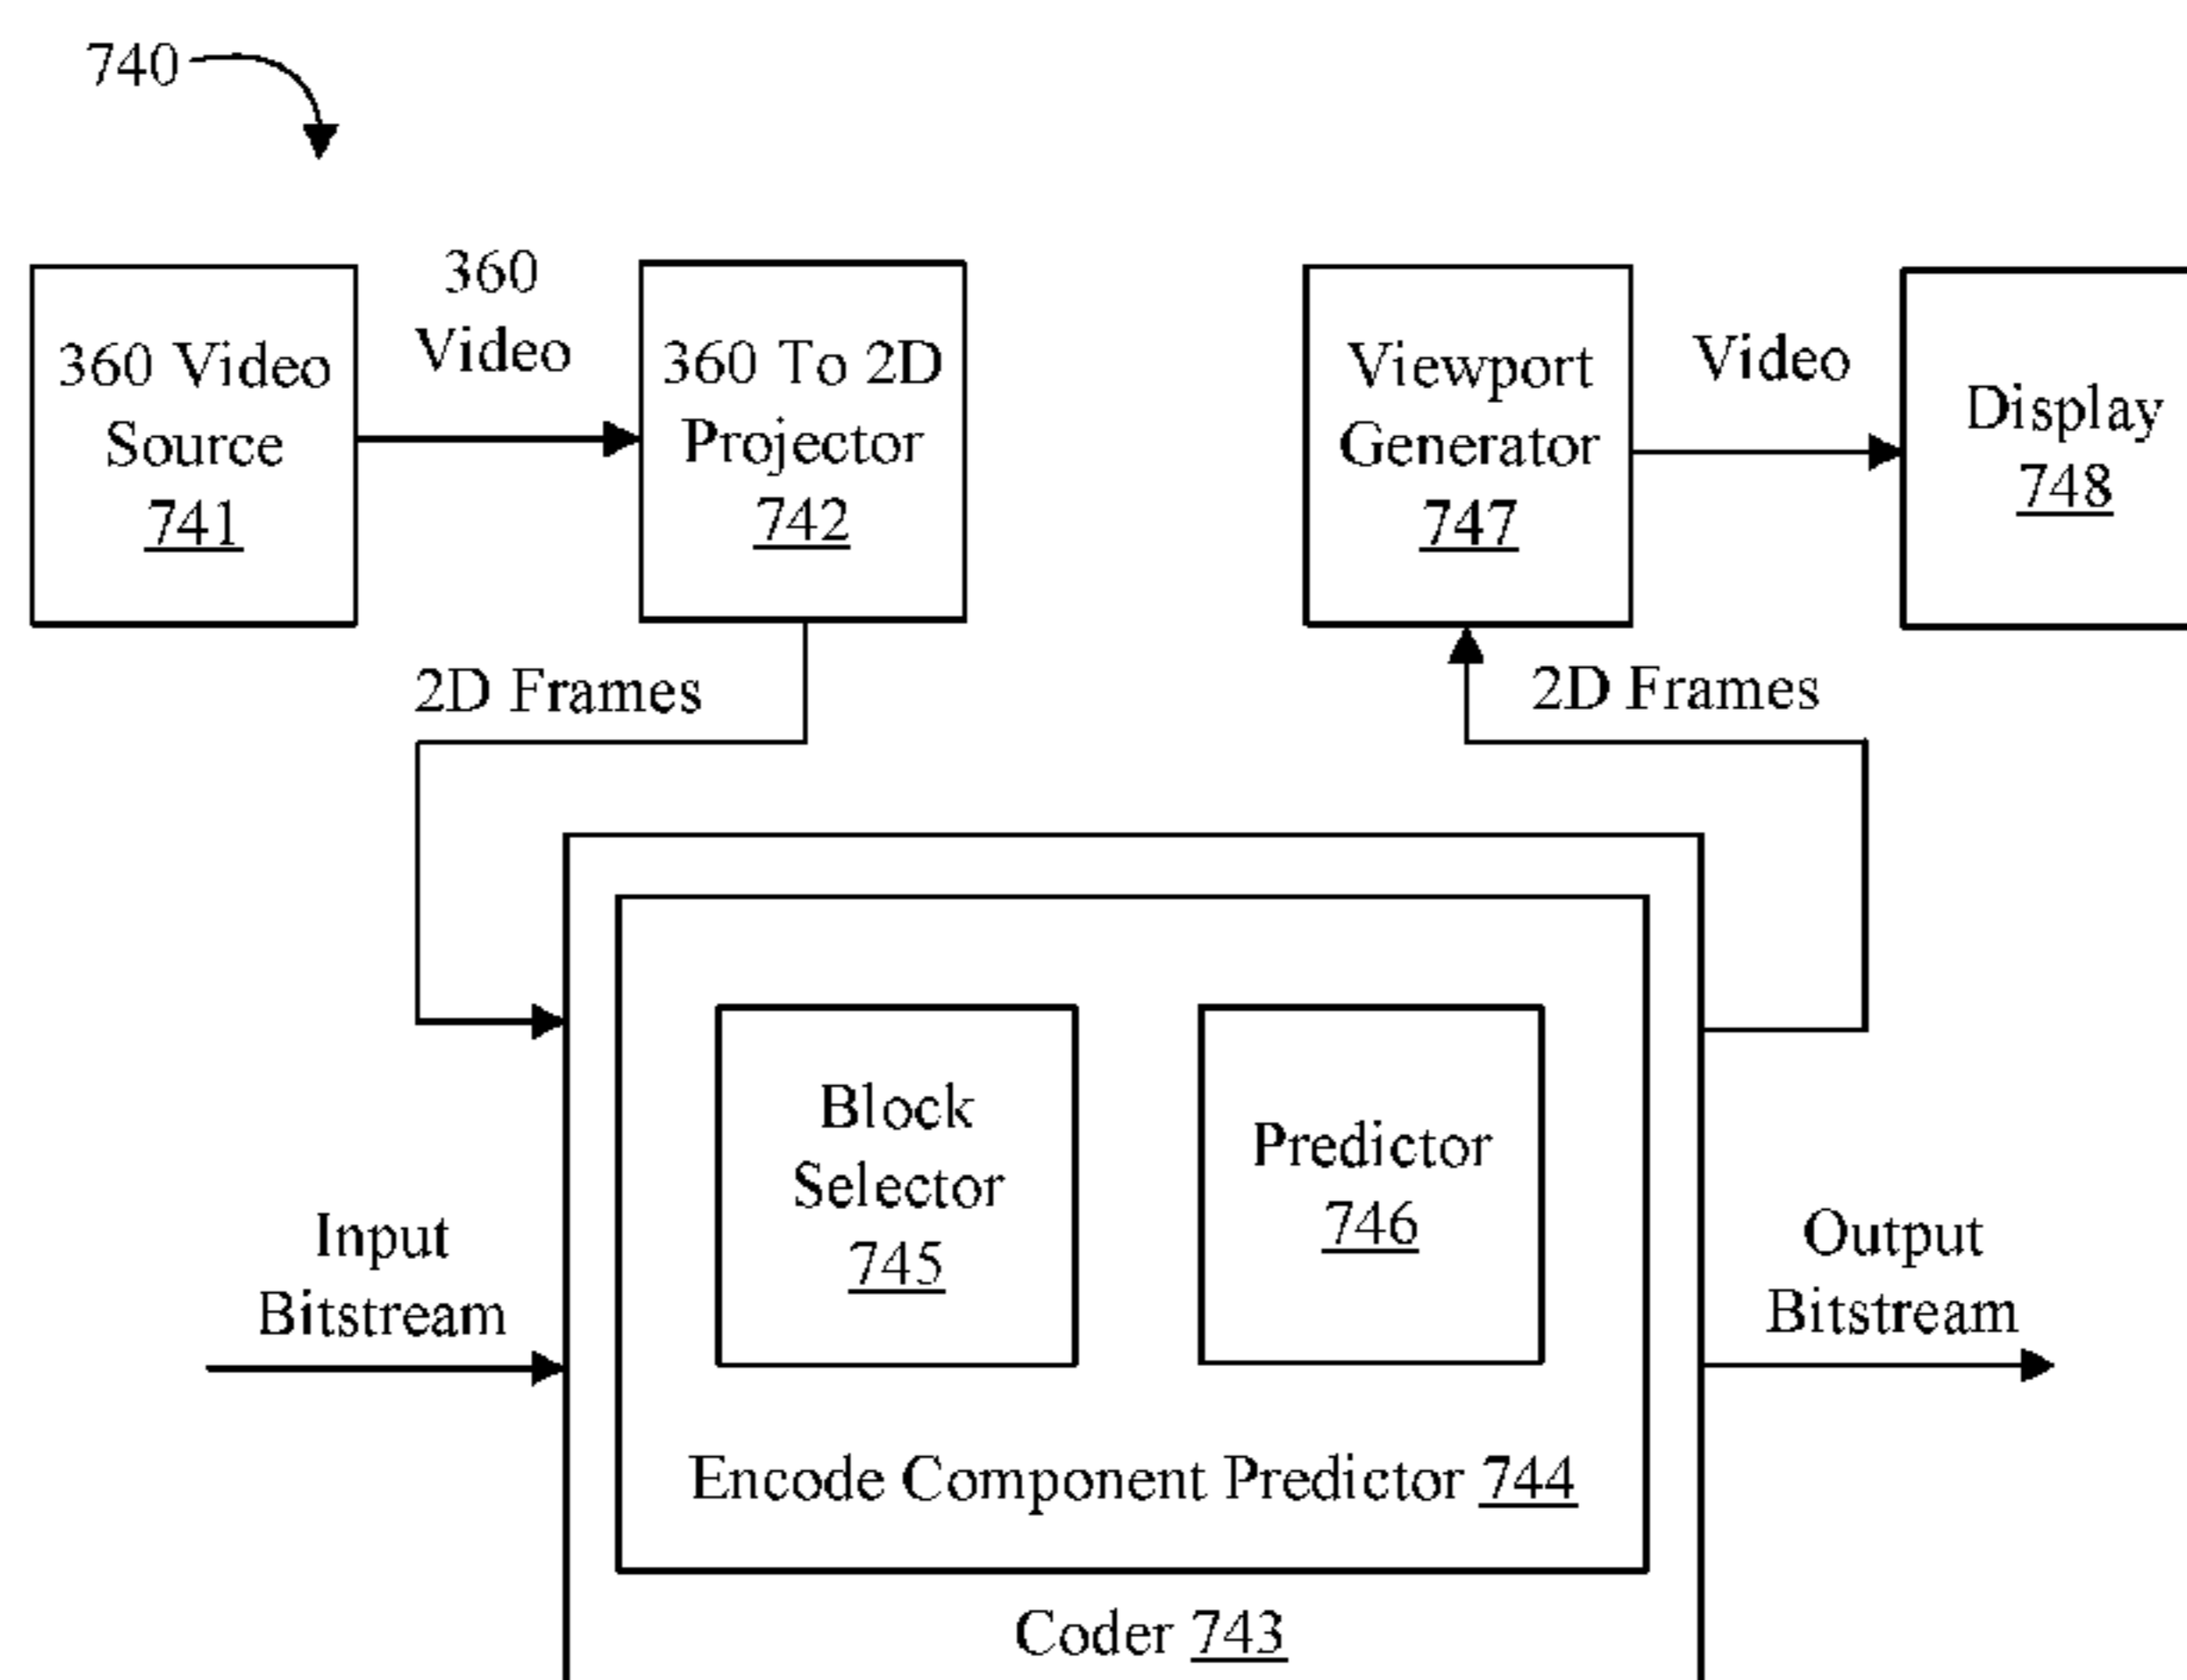 740
360 Video
Source
741
360
Video
360 To 2D
Projector
742
Viewport
Generator
747
Video
Display
748
2D Frames
2D Frames
Block
Selector
745
Predictor
746
Input
Bitstream
Output
Bitstream
Encode Component Predictor 744
Coder 743